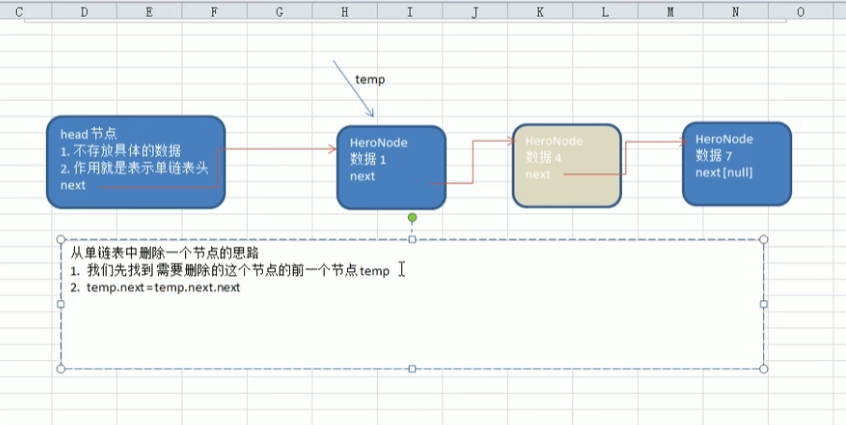 C D E F G H I J K L M N O
temp
head 节点
1. 不存放具体的数据
2. 作用就是表示单链表头
next
HeroNode
数据 1
next
HeroNode
数据 4
next
HeroNode
数据 7
next [null]
从单链表中删除一个节点的思路
1. 我们先找到 需要删除的这个节点的前一个节点 temp
2. temp.next=temp.next.next